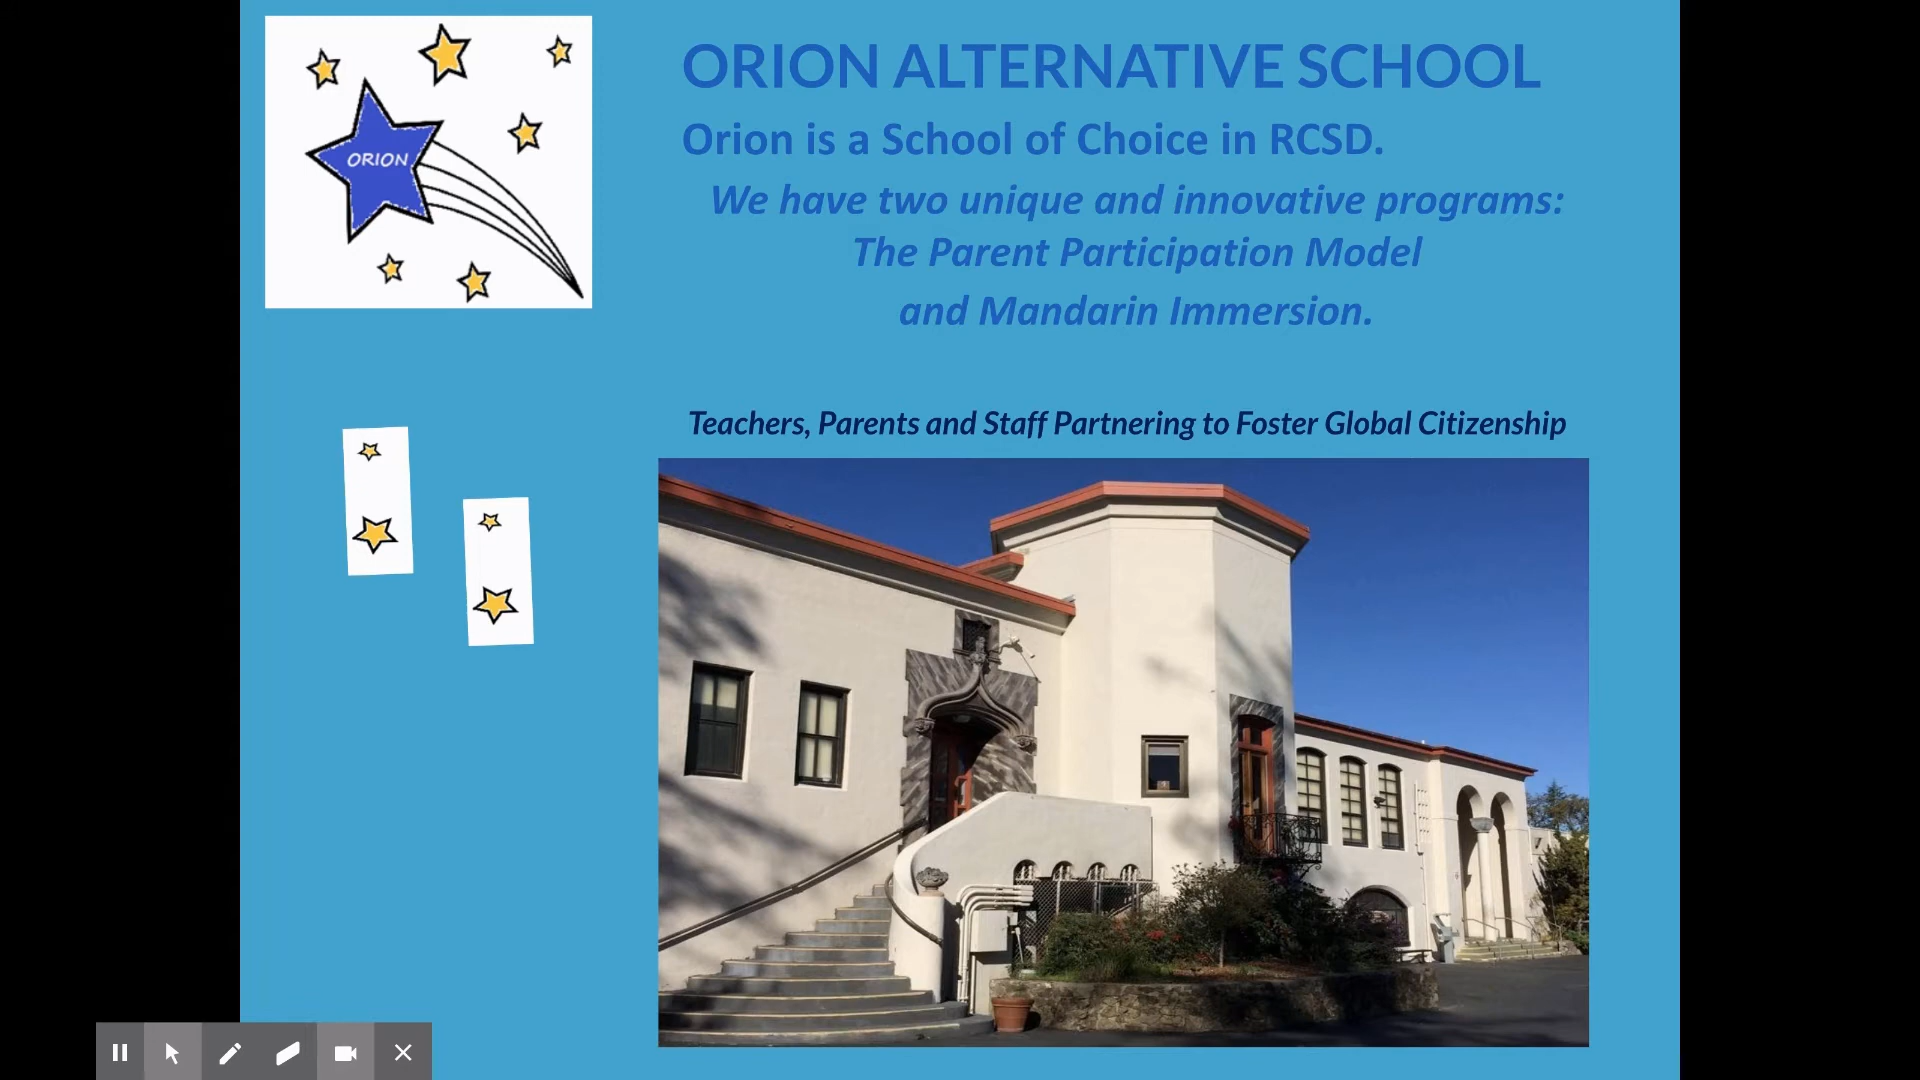 ORION
ORION ALTERNATIVE SCHOOL
Orion is a School of Choice in RCSD.
We have two unique and innovative programs:
The Parent Participation Model
and Mandarin Immersion.
Teachers, Parents and Staff Partnering to Foster Global Citizenship